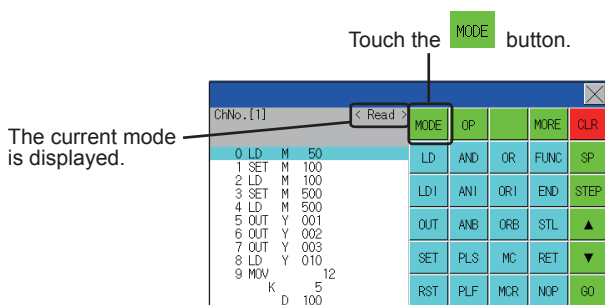 Touch the MODE button.
The current mode
is displayed.
ChNo.[1] < Read >
0 LD M 50
1 SET M 100
2 LD M 100
3 SET M 500
4 LD M 500
5 OUT Y 001
6 OUT Y 002
7 OUT Y 003
8 LD Y 010
9 MOV 12
K 5
D 100
MODE OP MORE CLR
LD AND OR FUNC SP
LDI ANI ORI END STEP
OUT ANB ORB STL ▲
SET PLS MC RET ▼
RST PLF MCR NOP GO